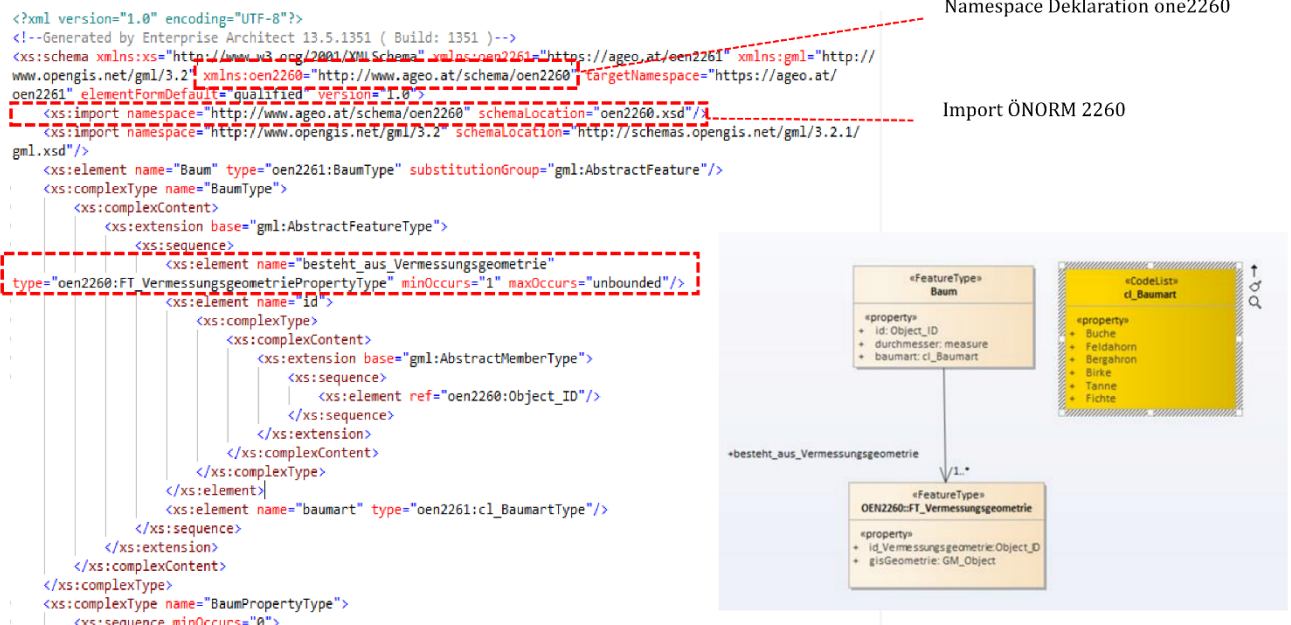 Namespace Deklaration one2260
<?xml version="1.0" encoding="UTF-8"?>
<!--Generated by Enterprise Architect 13.5.1351 ( Build: 1351 )-->
<xs:schema xmlns:xs="http://www.w3.org/2001/XMLSchema" xmlns:oen2261="https://ageo.at/oen2261" xmlns:gml="http://
www.opengis.net/gml/3.2" xmlns:oen2260="http://www.ageo.at/schema/oen2260" targetNamespace="https://ageo.at/
oen2261" elementFormDefault="qualified" version="1.0">
<xs:import namespace="http://www.ageo.at/schema/oen2260" schemaLocation="oen2260.xsd"/>
Import ÖNORM 2260
<xs:import namespace="http://www.opengis.net/gml/3.2" schemaLocation="http://schemas.opengis.net/gml/3.2.1/
gml.xsd"/>
<xs:element name="Baum" type="oen2261:BaumType" substitutionGroup="gml:AbstractFeature"/>
<xs:complexType name="BaumType">
<xs:complexContent>
<xs:extension base="gml:AbstractFeatureType">
<xs:sequence>
<xs:element name="besteht_aus_Vermessungsgeometrie"
type="oen2260:FT_VermessungsgeometriePropertyType" minOccurs="1" maxOccurs="unbounded"/>
<xs:element name="id">
<xs:complexType>
<xs:complexContent>
<xs:extension base="gml:AbstractMemberType">
<xs:sequence>
<xs:element ref="oen2260:Object_ID"/>
</xs:sequence>
</xs:extension>
</xs:complexContent>
</xs:complexType>
</xs:element>
<xs:element name="baumart" type="oen2261:cl_BaumartType"/>
</xs:sequence>
</xs:extension>
</xs:complexContent>
</xs:complexType>
<xs:complexType name="BaumPropertyType">
<xs:sequence minOccurs="0">
«FeatureType»
Baum
«property»
+ id: Object_ID
+ durchmesser: measure
+ baumart: cl_Baumart
«CodeList»
cl_Baumart
«property»
+ Buche
+ Feldahorn
+ Bergahron
+ Birke
+ Tanne
+ Fichte
+besteht_aus_Vermessungsgeometrie
1..*
«FeatureType»
OEN2260::FT_Vermessungsgeometrie
«property»
+ id_Vermessungsgeometrie:Object_ID
+ gisGeometrie: GM_Object